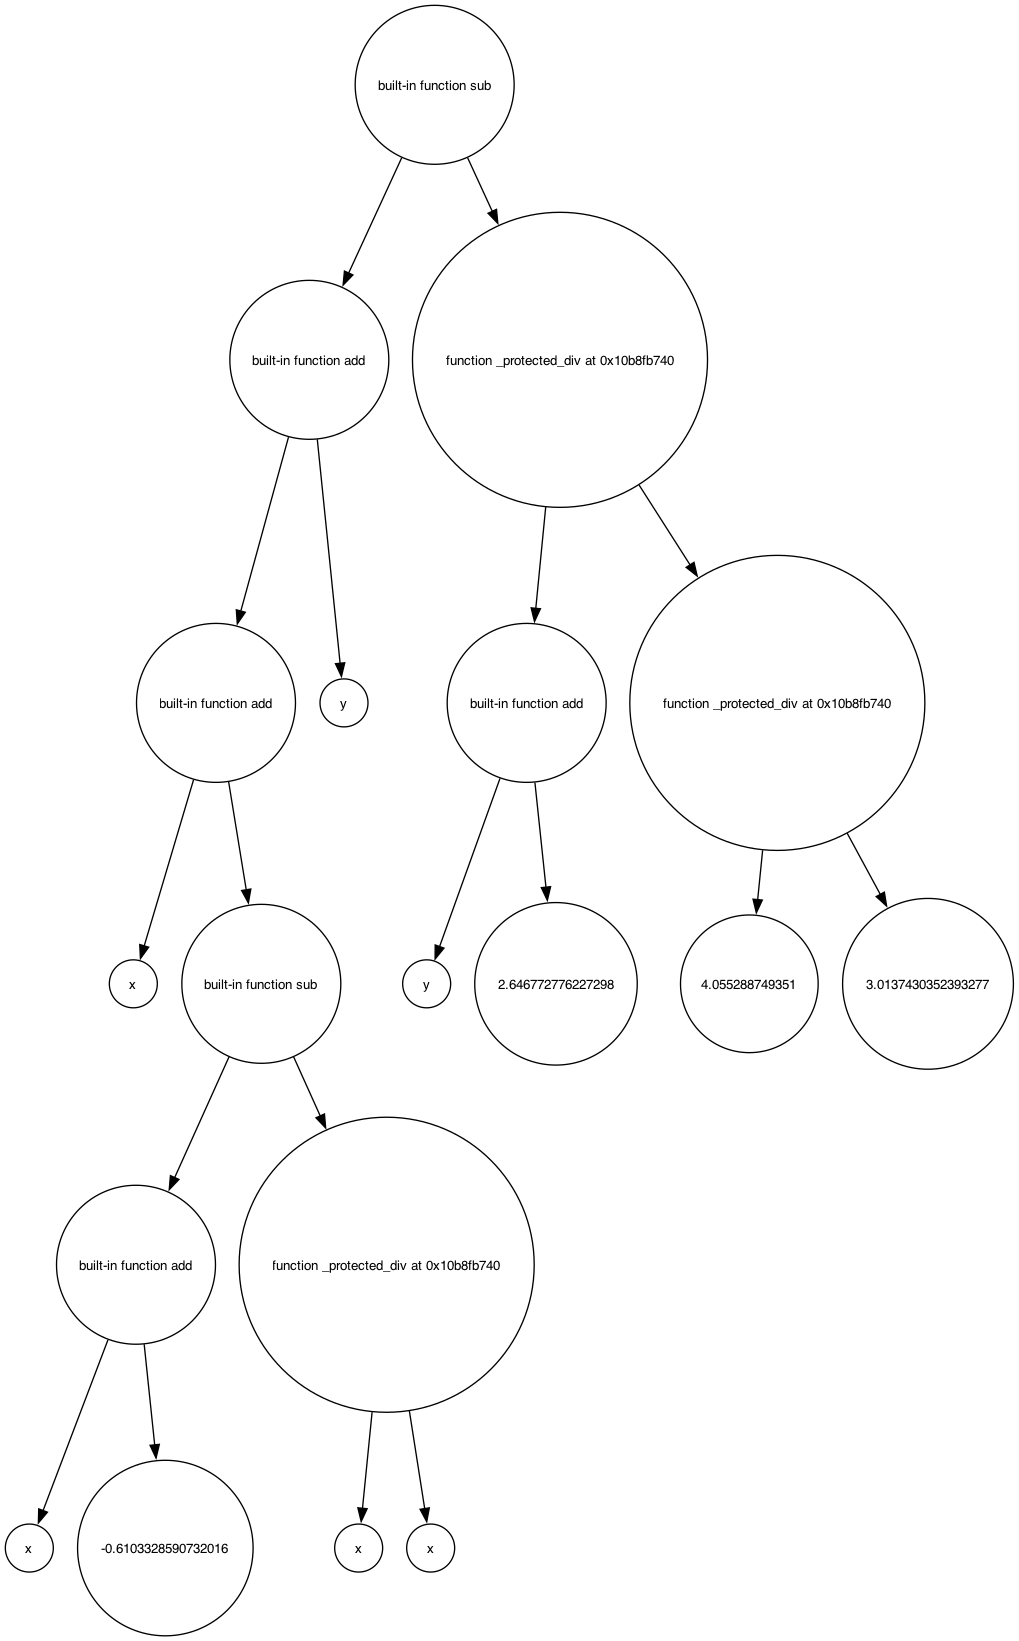 built-in function sub
built-in function add
function _protected_div at 0x10b8fb740
built-in function add
y
built-in function add
function _protected_div at 0x10b8fb740
x
built-in function sub
y
2.646772776227298
4.055288749351
3.0137430352393277
built-in function add
function _protected_div at 0x10b8fb740
x
-0.6103328590732016
x
x